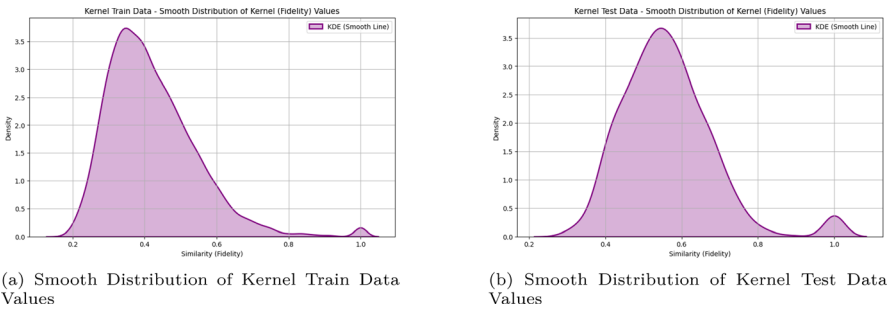 Kernel Train Data - Smooth Distribution of Kernel (Fidelity) Values
KDE (Smooth Line)
Density
3.5
3.0
2.5
2.0
1.5
1.0
0.5
0.0
0.2 0.4 0.6 0.8 1.0
Similarity (Fidelity)
(a) Smooth Distribution of Kernel Train Data
Values
Kernel Test Data - Smooth Distribution of Kernel (Fidelity) Values
KDE (Smooth Line)
Density
3.5
3.0
2.5
2.0
1.5
1.0
0.5
0.0
0.2 0.4 0.6 0.8 1.0
Similarity (Fidelity)
(b) Smooth Distribution of Kernel Test Data
Values